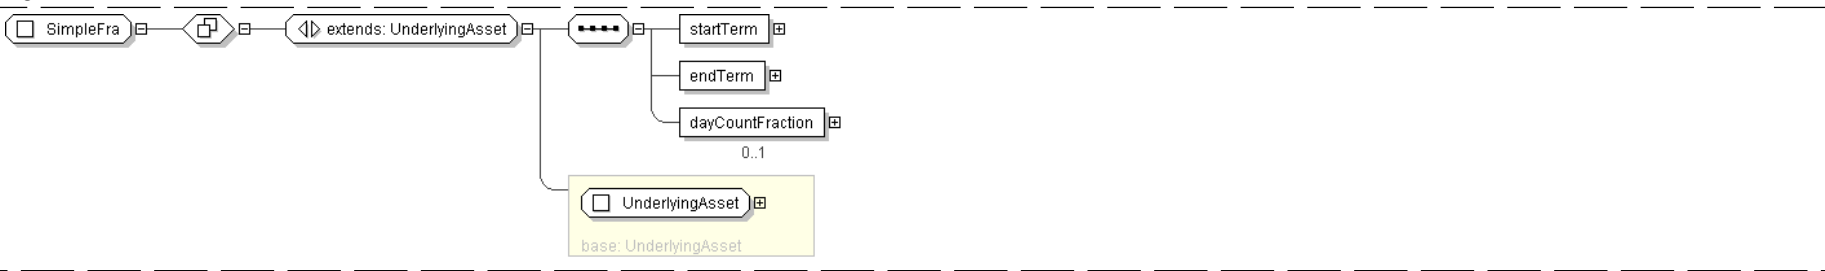 SimpleFra
extends: UnderlyingAsset
startTerm
endTerm
dayCountFraction
0..1
UnderlyingAsset
base: UnderlyingAsset